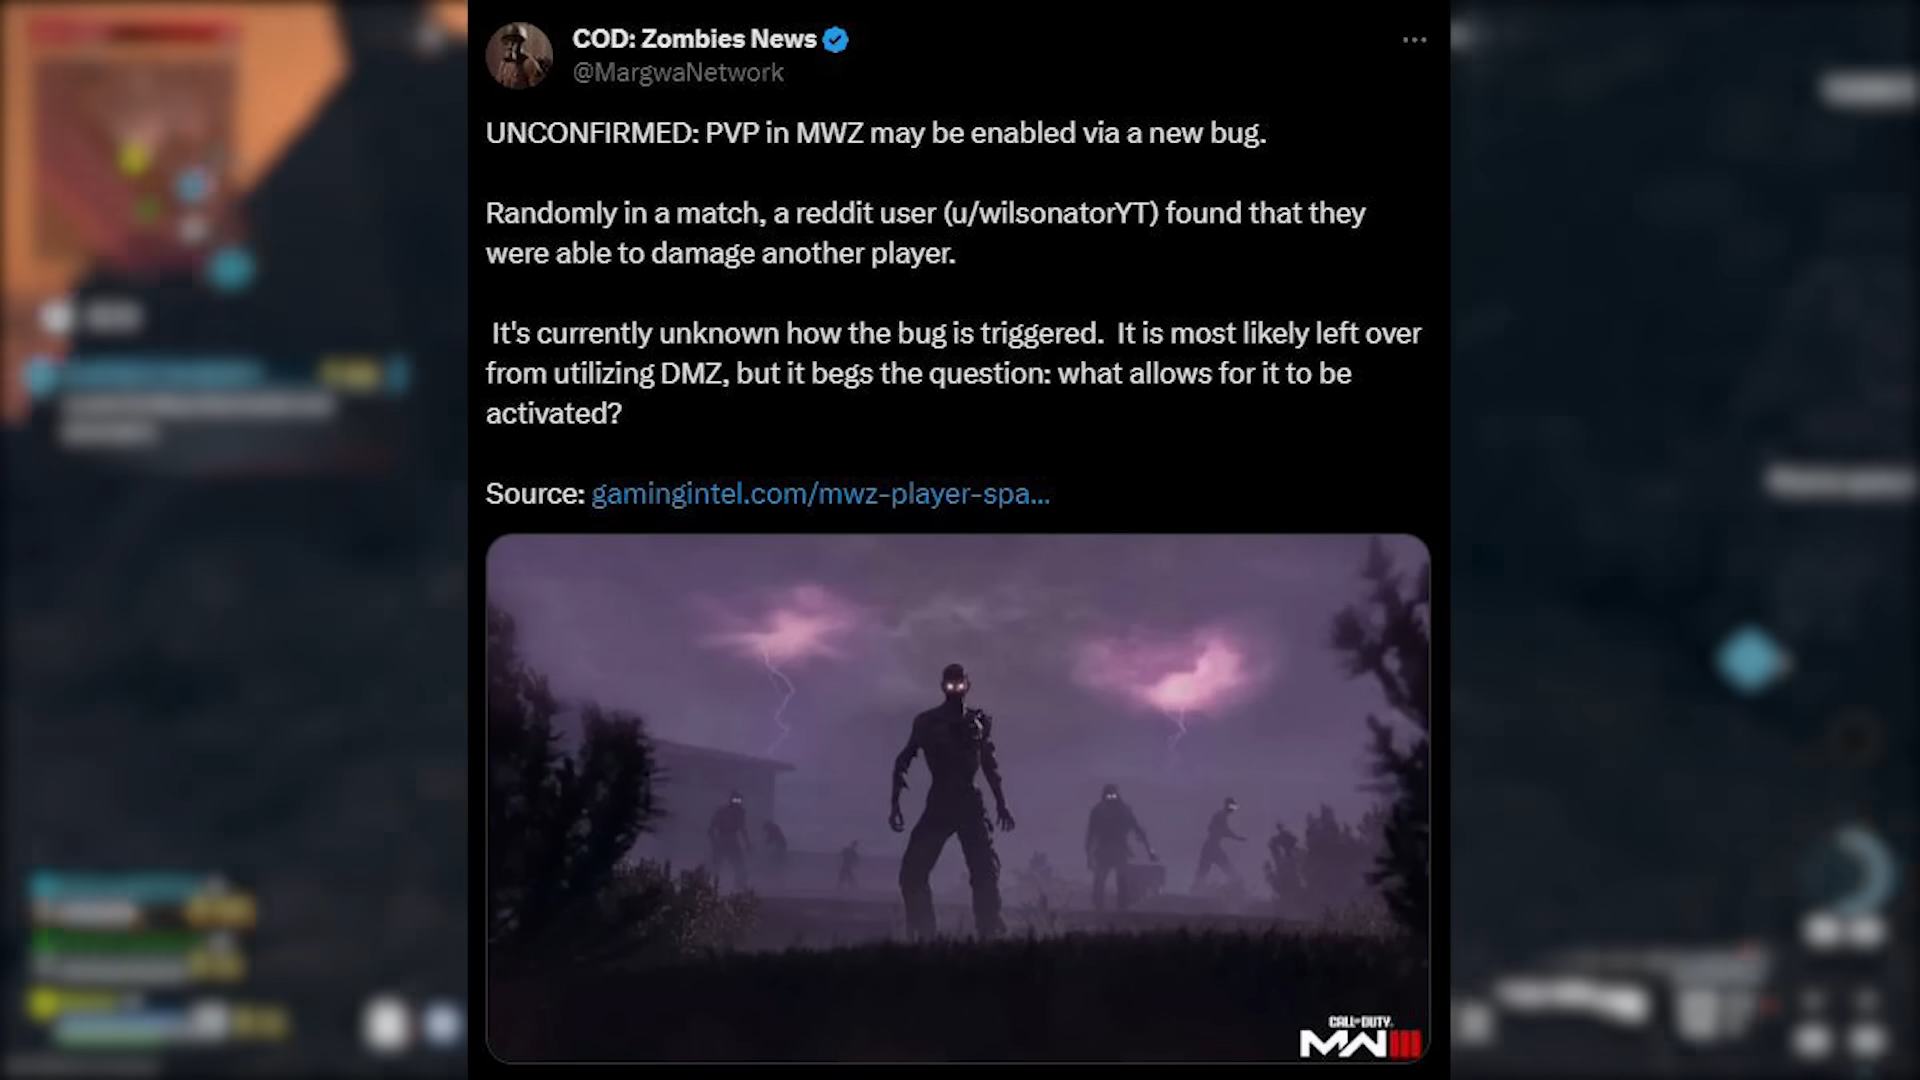 COD: Zombies News
@MargwaNetwork
UNCONFIRMED: PVP in MWZ may be enabled via a new bug.
Randomly in a match, a reddit user (u/wilsonatorYT) found that they
were able to damage another player.
It's currently unknown how the bug is triggered. It is most likely left over
from utilizing DMZ, but it begs the question: what allows for it to be
activated?
Source: gamingintel.com/mwz-player-spa...
CALL OF DUTY
MWIII